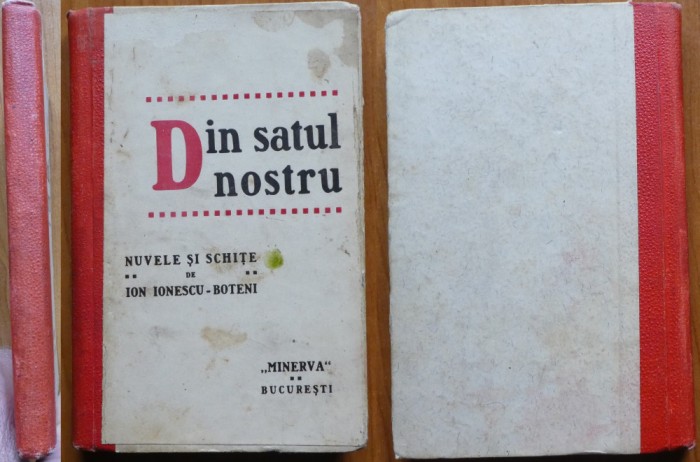 Din satul
nostru
NUVELE ȘI SCHIȚE
DE
ION IONESCU-BOTENI
„MINERVA“
BUCUREȘTI